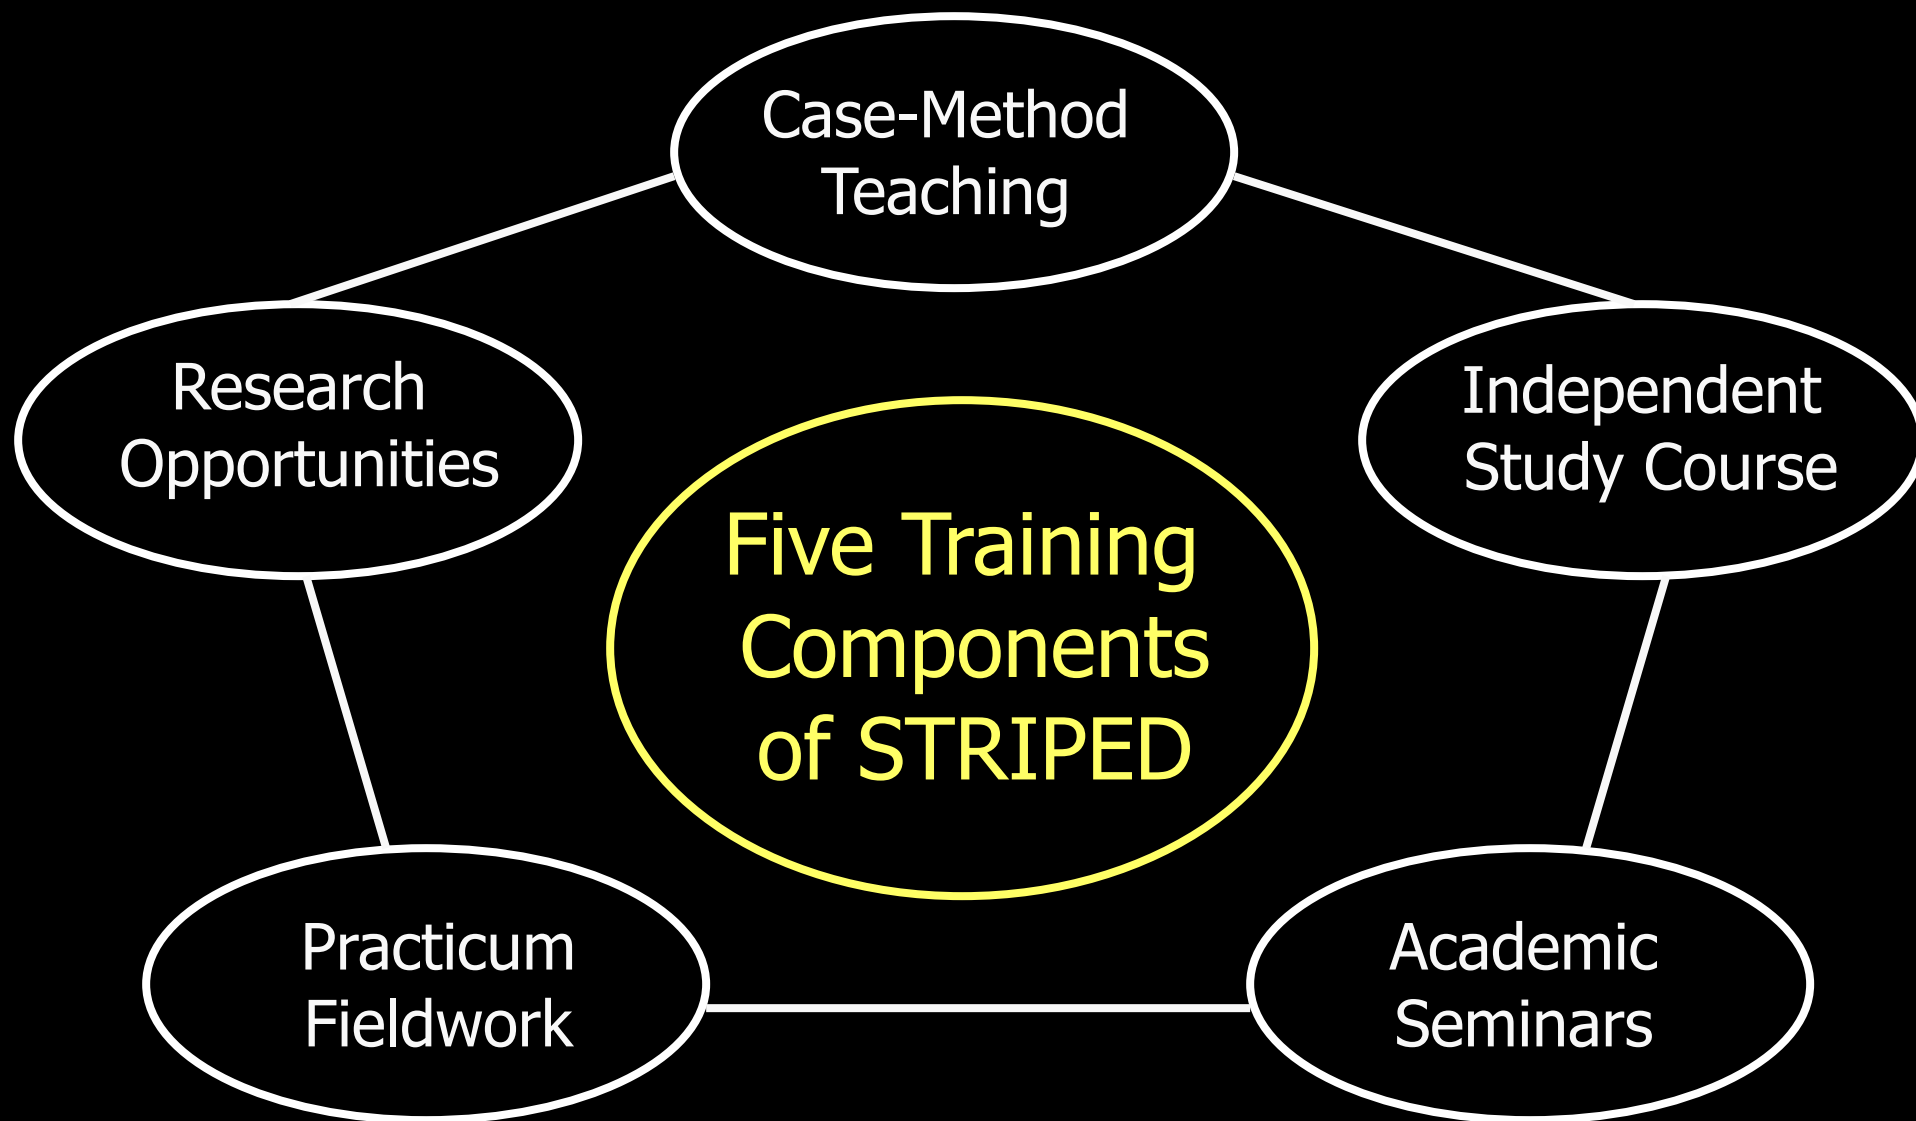 Case-Method
Teaching
Research
Opportunities
Independent
Study Course
Five Training
Components
of STRIPED
Practicum
Fieldwork
Academic
Seminars